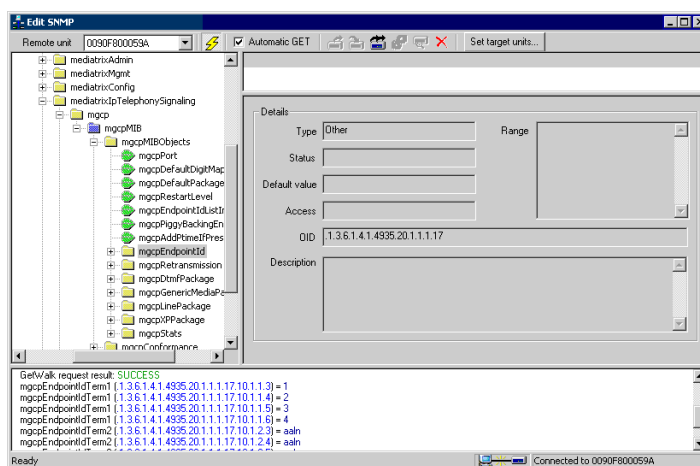 Edit SNMP
Remote unit 0090F800059A Automatic GET Set target units...
mediatrixAdmin
mediatrixMgmt
mediatrixConfig
mediatrixIpTelephonySignaling
mgcp
mgcpMIB
mgcpMIBObjects
mgcpPort
mgcpDefaultDigitMap
mgcpDefaultPackage
mgcpRestartLevel
mgcpEndpointIdListIr
mgcpPiggyBackingEn
mgcpAddPtimeIfPres
mgcpEndpointId
mgcpRetransmission
mgcpDtmfPackage
mgcpGenericMediaPa
mgcpLinePackage
mgcpXPPackage
mgcpStats
mgcpConformance
Details
Type Other Range
Status
Default value
Access
OID .1.3.6.1.4.1.4935.20.1.1.1.17
Description
GetWalk request result: SUCCESS
mgcpEndpointIdTerm1 (.1.3.6.1.4.1.4935.20.1.1.1.17.10.1.1.3) = 1
mgcpEndpointIdTerm1 (.1.3.6.1.4.1.4935.20.1.1.1.17.10.1.1.4) = 2
mgcpEndpointIdTerm1 (.1.3.6.1.4.1.4935.20.1.1.1.17.10.1.1.5) = 3
mgcpEndpointIdTerm1 (.1.3.6.1.4.1.4935.20.1.1.1.17.10.1.1.6) = 4
mgcpEndpointIdTerm2 (.1.3.6.1.4.1.4935.20.1.1.1.17.10.1.2.3) = aaln
mgcpEndpointIdTerm2 (.1.3.6.1.4.1.4935.20.1.1.1.17.10.1.2.4) = aaln
Ready Connected to 0090F800059A